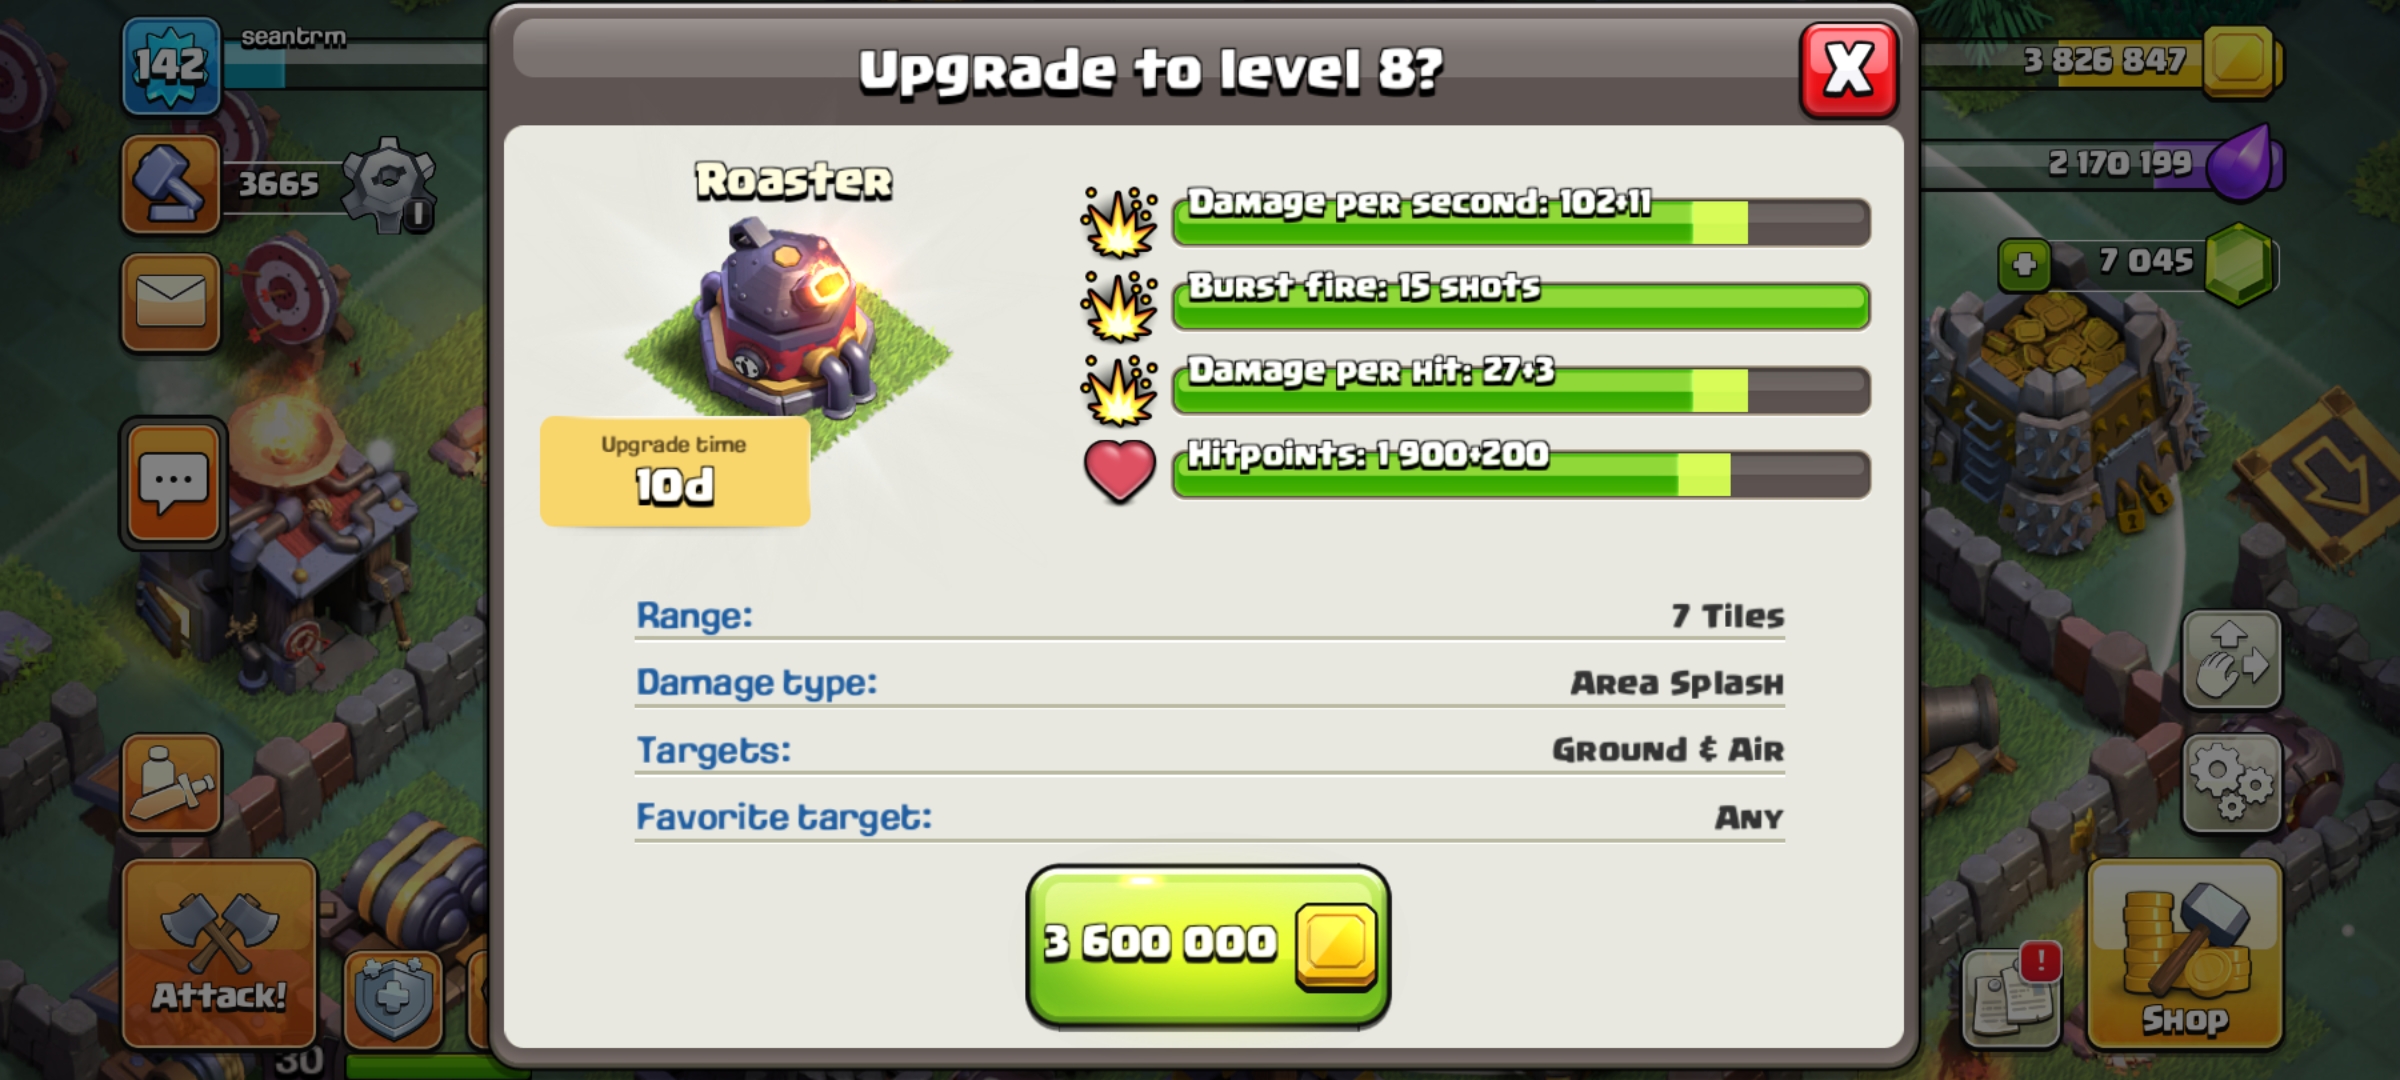 142
seantrm
Upgrade to level 8?
X
3 826 847
3665
2 170 199
7 045
Roaster
Damage per second: 102+11
Burst fire: 15 shots
Damage per hit: 27+3
Hitpoints: 1 900+200
Upgrade time
10d
Range: 7 Tiles
Damage type: Area Splash
Targets: Ground & Air
Favorite target: Any
3 600 000
Attack!
30
!
Shop